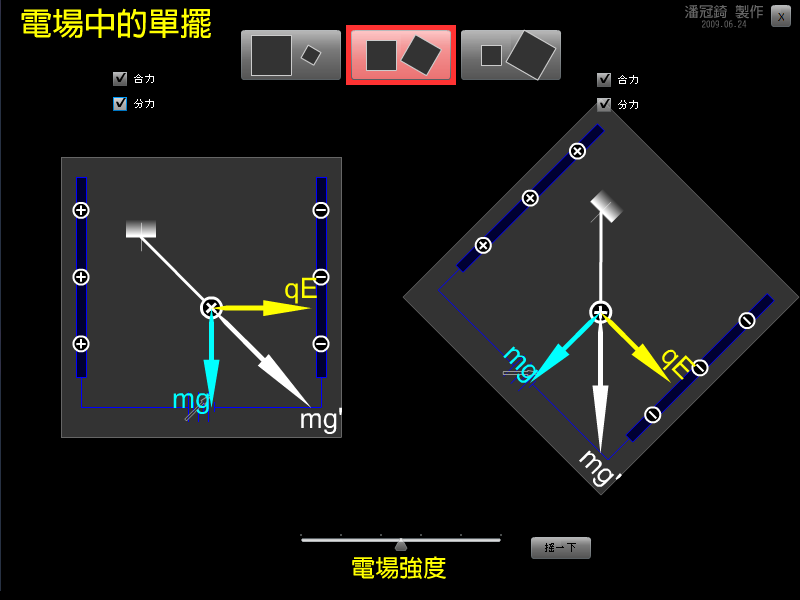 電場中的單擺
潘冠錡 製作
2009.06.24
X
合力
分力
合力
分力
qE
mg
mg'
qE
mg
mg'
電場強度
搖一下